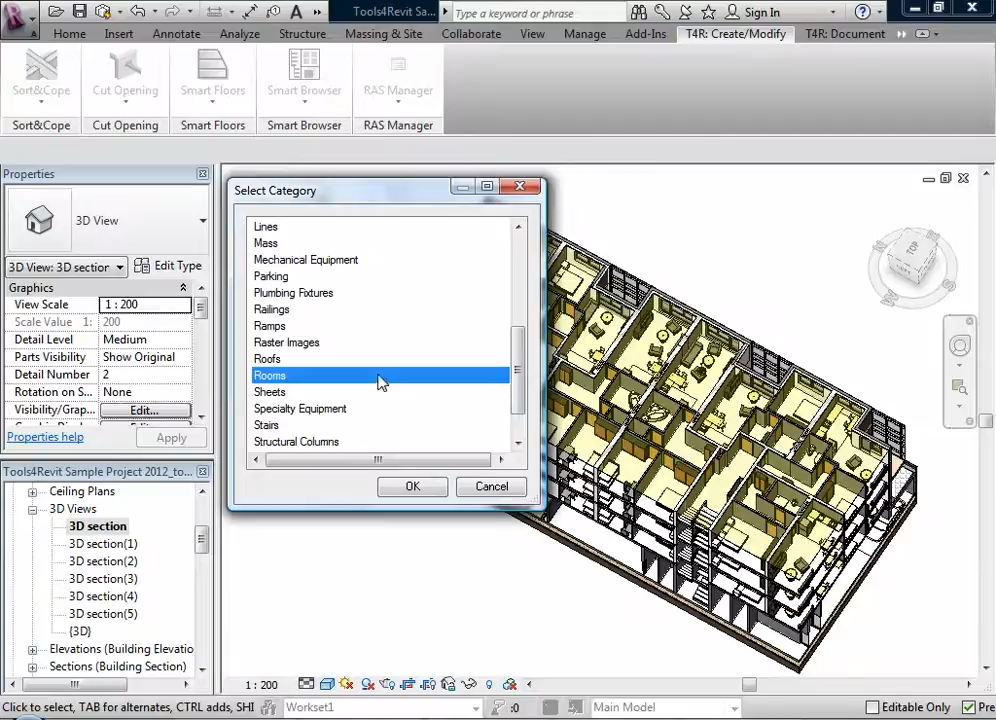 Tools4Revit Sa...
Type a keyword or phrase
Sign In
Home
Insert
Annotate
Analyze
Structure
Massing & Site
Collaborate
View
Manage
Add-Ins
T4R: Create/Modify
T4R: Document
Sort&Cope
Cut Opening
Smart Floors
Smart Browser
RAS Manager
Sort&Cope
Cut Opening
Smart Floors
Smart Browser
RAS Manager
Properties
3D View
3D View: 3D section
Edit Type
Graphics
View Scale 1 : 200
Scale Value 1: 200
Detail Level Medium
Parts Visibility Show Original
Detail Number 2
Rotation on S... None
Visibility/Grap... Edit...
Properties help
Apply
Tools4Revit Sample Project 2012_to...
Ceiling Plans
3D Views
3D section
3D section(1)
3D section(2)
3D section(3)
3D section(4)
3D section(5)
{3D}
Elevations (Building Elevatio
Sections (Building Section)
Select Category
Lines
Mass
Mechanical Equipment
Parking
Plumbing Fixtures
Railings
Ramps
Raster Images
Roofs
Rooms
Sheets
Specialty Equipment
Stairs
Structural Columns
OK
Cancel
TOP
1 : 200
Click to select, TAB for alternates, CTRL adds, SHI
Workset1
:0
Main Model
Editable Only
Pre